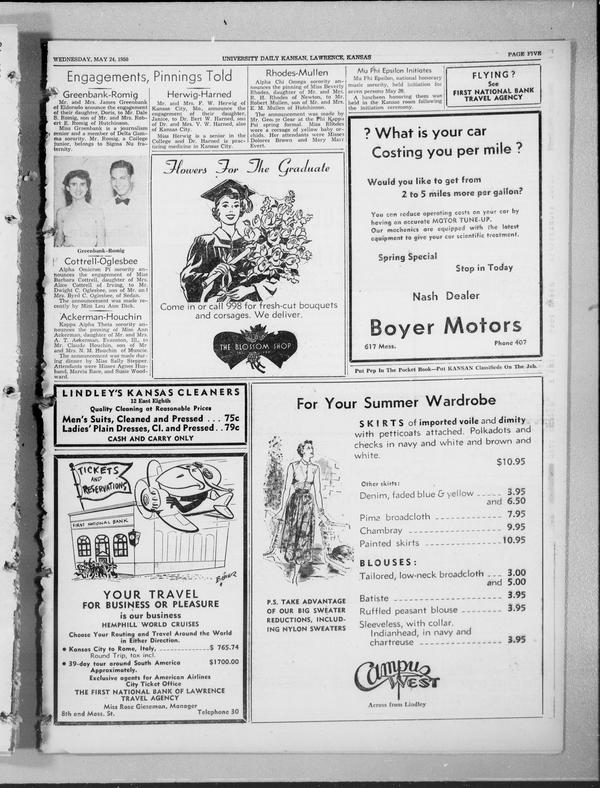 WEDNESDAY, MAY 24, 1950
UNIVERSITY DAILY KANSAN, LAWRENCE, KANSAS
PAGE FIVE
Engagements, Pinnings Told
Greenbank-Romig
Mr. and Mrs. James Greenbank
of Eldorado announce the engagement
of their daughter, Doris, to Mr. Dale
S. Romig, son of Mr. and Mrs. Robert
E. Romig of Hutchinson.
Miss Greenbank is a journalism
senior and a member of Delta Gamma
sorority. Mr. Romig, a College
junior, belongs to Sigma Nu fraternity.
Greenbank-Romig
Cottrell-Oglesbee
Alpha Omicron Pi sorority announces
the engagement of Miss
Barbara Cottrell, daughter of Mrs.
Alice Cottrell of Irving, to Mr.
Dwight C. Oglesbee, son of Mr. and
Mrs. Byrd C. Oglesbee, of Sedan.
The announcement was made recently
by Miss Lou Ann Dick.
Ackerman-Houchin
Kappa Alpha Theta sorority announces
the pinning of Miss Ann
Ackerman, daughter of Mr. and Mrs.
A. T. Ackerman, Evanston, Ill., to
Mr. Claude Houchin, son of Mr.
and Mrs. N. M. Houchin of Muncie.
The announcement was made during
dinner by Miss Sally Stepper.
Attendants were Misses Agnes Husband,
Marcia Race, and Susie Woodward.
Herwig-Harned
Mr. and Mrs. F. W. Herwig of
Kansas City, Mo., announce the
engagement of their daughter,
Junice, to Dr. Bert W. Harned, son
of Dr. and Mrs. V. W. Harned, also
of Kansas City.
Miss Herwig is a senior in the
College and Dr. Harned is practicing
medicine in Kansas City.
Rhodes-Mullen
Alpha Chi Omega sorority announces
the pinning of Miss Beverly
Rhodes, daughter of Mr. and Mrs.
R. H. Rhodes of Newton, to Mr.
Robert Mullen, son of Mr. and Mrs.
E. M. Mullen of Hutchinson.
The announcement was made by
Mr. George Clear at the Phi Kappa
Psi spring formal. Miss Rhodes
wore a corsage of yellow baby orchids.
Her attendants were Misses
Dolores Brown and Mary Mary
Evert.
Mu Phi Epsilon Initiates
Mu Phi Epsilon, national honorary
music sorority, held initiation for
seven persons May 20.
A luncheon honoring them was
held in the Kansas room following
the initiation ceremony.
FLYING?
See
FIRST NATIONAL BANK
TRAVEL AGENCY
Flowers For The Graduate
Come in or call 998 for fresh-cut bouquets
and corsages. We deliver.
THE BLOSSOM SHOP
? What is your car
Costing you per mile ?
Would you like to get from
2 to 5 miles more per gallon?
You can reduce operating costs on your car by
having an accurate MOTOR TUNE-UP.
Our mechanics are equipped with the latest
equipment to give your car scientific treatment.
Spring Special
Stop in Today
Nash Dealer
Boyer Motors
617 Mass.
Phone 407
Put Pep In The Pocket Book—Put KANSAN Classifieds On The Job.
LINDLEY'S KANSAS CLEANERS
12 East Eighth
Quality Cleaning at Reasonable Prices
Men's Suits, Cleaned and Pressed . . . 75c
Ladies' Plain Dresses, Cl. and Pressed . . 79c
CASH AND CARRY ONLY
TICKETS
AND
RESERVATIONS
FIRST NATIONAL BANK
YOUR TRAVEL
FOR BUSINESS OR PLEASURE
is our business
HEMPHILL WORLD CRUISES
Choose Your Routing and Travel Around the World
in Either Direction.
• Kansas City to Rome, Italy, $ 765.74
Round Trip, tax incl.
• 39-day tour around South America $1700.00
Approximately.
Exclusive agents for American Airlines
City Ticket Office
THE FIRST NATIONAL BANK OF LAWRENCE
TRAVEL AGENCY
Miss Rose Gieseman, Manager
8th and Mass. St.
Telephone 30
For Your Summer Wardrobe
SKIRTS of imported voile and dimity
with petticoats attached. Polkadots and
checks in navy and white and brown and
white.
$10.95
Other skirts:
Denim, faded blue & yellow ----- 3.95
and 6.50
Pima broadcloth ----- 7.95
Chambray ----- 9.95
Painted skirts ----- 10.95
BLOUSES:
Tailored, low-neck broadcloth --- 3.00
and 5.00
Batiste ----- 3.95
Ruffled peasant blouse ----- 3.95
Sleeveless, with collar.
Indianhead, in navy and
chartreuse ----- 3.95
P.S. TAKE ADVANTAGE
OF OUR BIG SWEATER
REDUCTIONS, INCLUDING
NYLON SWEATERS
Campus
WEST
Across from Lindley